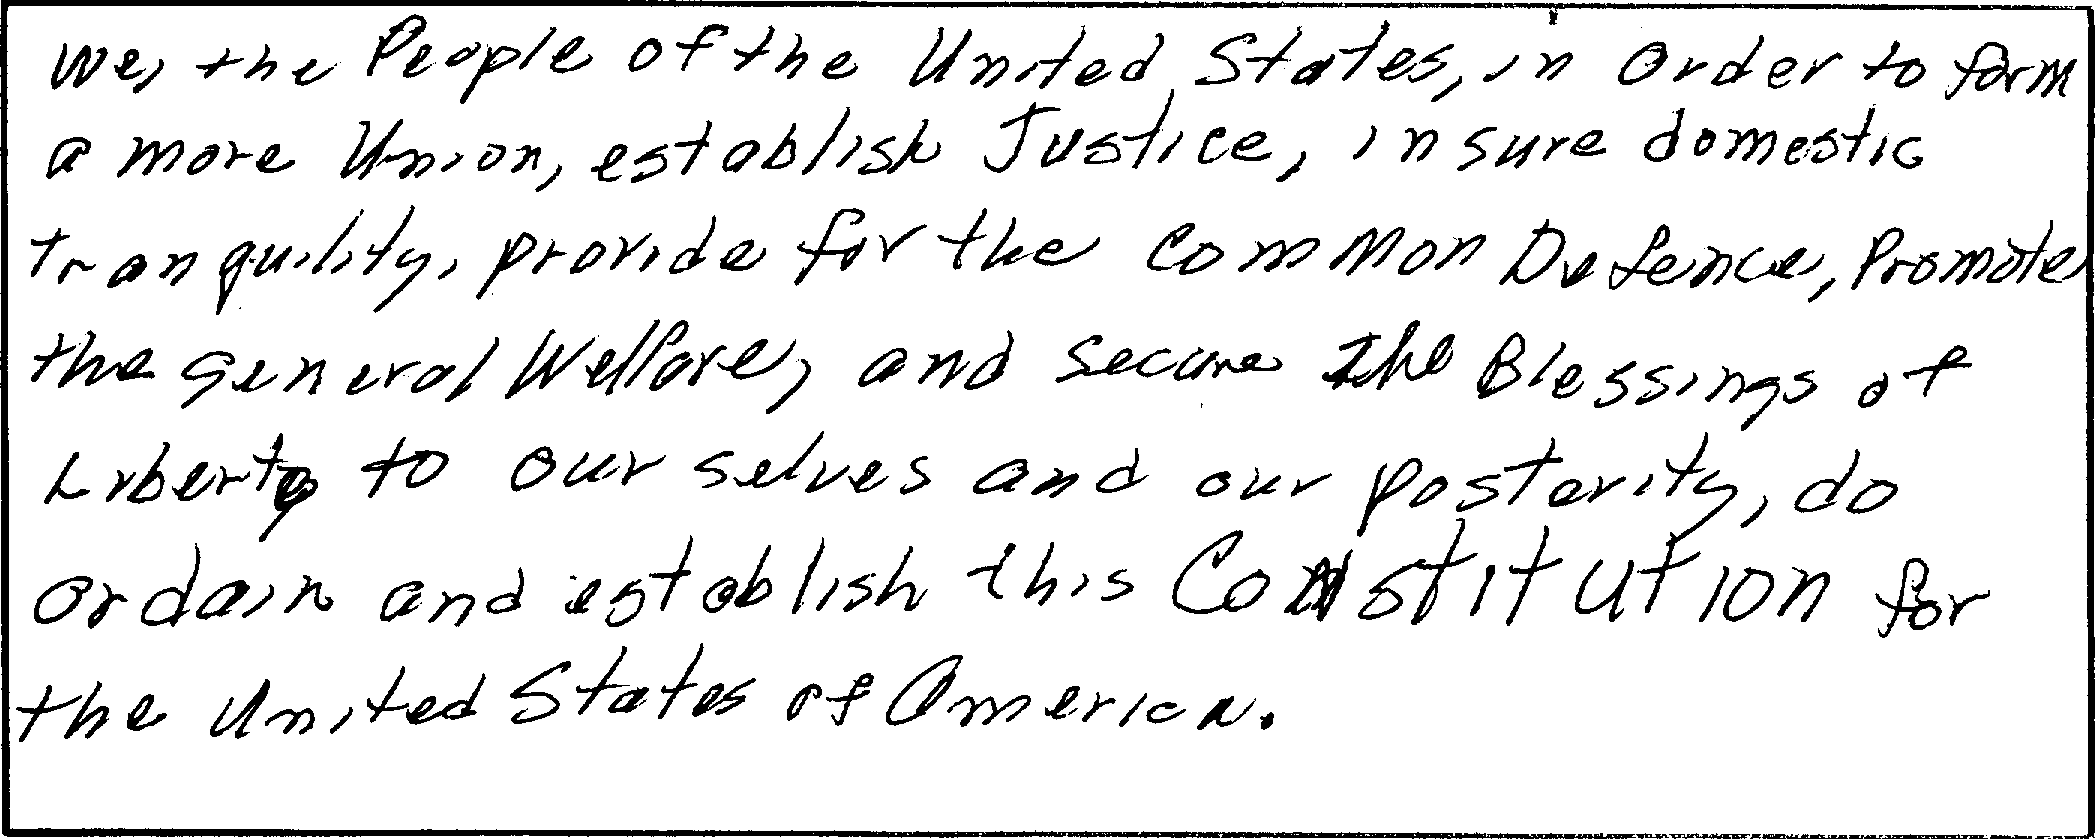 We, the People of the United States, in order to form
a more Union, establish Justice, insure domestic
tranquility, provide for the common Defence, Promote
the general Welfare, and secure the Blessings of
Liberty to our selves and our posterity, do
ordain and establish this Constitution for
the United States of America.